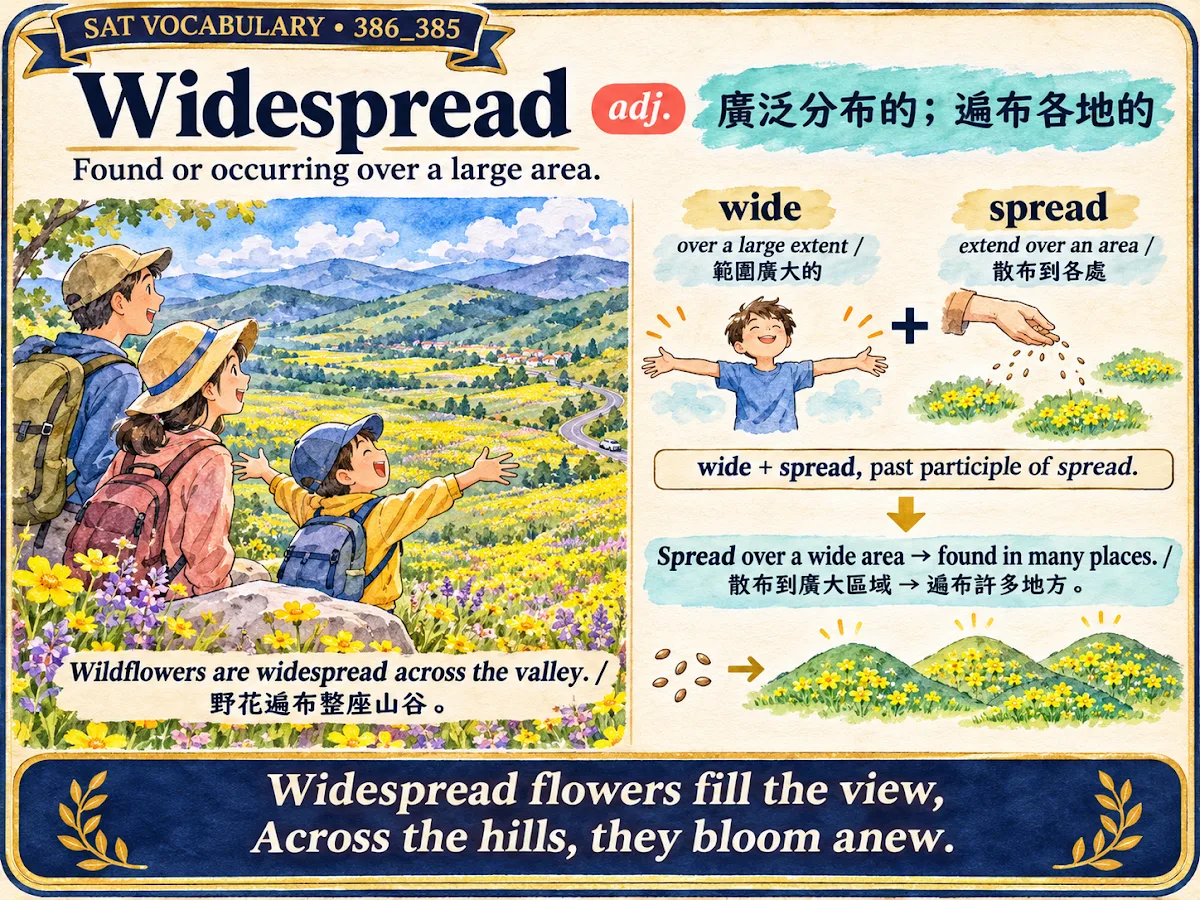 SAT VOCABULARY • 386_385
Widespread
adj.
廣泛分布的；遍布各地的
Found or occurring over a large area.
wide
over a large extent /
範圍廣大的
+
spread
extend over an area /
散布到各處
wide + spread, past participle of spread.
Spread over a wide area → found in many places. /
散布到廣大區域 → 遍布許多地方。
Wildflowers are widespread across the valley. /
野花遍布整座山谷。
Widespread flowers fill the view,
Across the hills, they bloom anew.